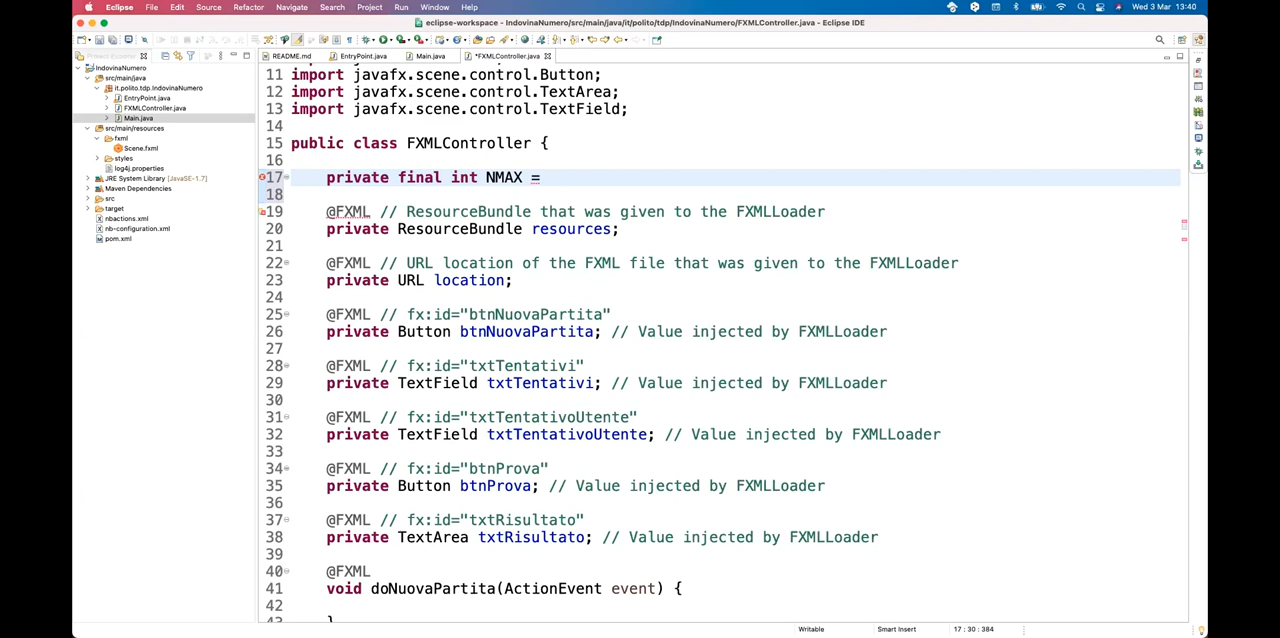 Eclipse File Edit Source Refactor Navigate Search Project Run Window Help Wed 3 Mar 13:40
eclipse-workspace - IndovinaNumero/src/main/java/it/polito/tdp/IndovinaNumero/FXMLController.java - Eclipse IDE
Project Explorer
README.md EntryPoint.java Main.java *FXMLController.java
IndovinaNumero
src/main/java
it.polito.tdp.IndovinaNumero
EntryPoint.java
FXMLController.java
Main.java
src/main/resources
fxml
Scene.fxml
styles
log4j.properties
JRE System Library [JavaSE-1.7]
Maven Dependencies
src
target
nbactions.xml
nb-configuration.xml
pom.xml
11 import javafx.scene.control.Button;
12 import javafx.scene.control.TextArea;
13 import javafx.scene.control.TextField;
14
15 public class FXMLController {
16
17 private final int NMAX =
18
19 @FXML // ResourceBundle that was given to the FXMLLoader
20 private ResourceBundle resources;
21
22 @FXML // URL location of the FXML file that was given to the FXMLLoader
23 private URL location;
24
25 @FXML // fx:id="btnNuovaPartita"
26 private Button btnNuovaPartita; // Value injected by FXMLLoader
27
28 @FXML // fx:id="txtTentativi"
29 private TextField txtTentativi; // Value injected by FXMLLoader
30
31 @FXML // fx:id="txtTentativoUtente"
32 private TextField txtTentativoUtente; // Value injected by FXMLLoader
33
34 @FXML // fx:id="btnProva"
35 private Button btnProva; // Value injected by FXMLLoader
36
37 @FXML // fx:id="txtRisultato"
38 private TextArea txtRisultato; // Value injected by FXMLLoader
39
40 @FXML
41 void doNuovaPartita(ActionEvent event) {
42
43 }
Writable Smart Insert 17 : 30 : 384